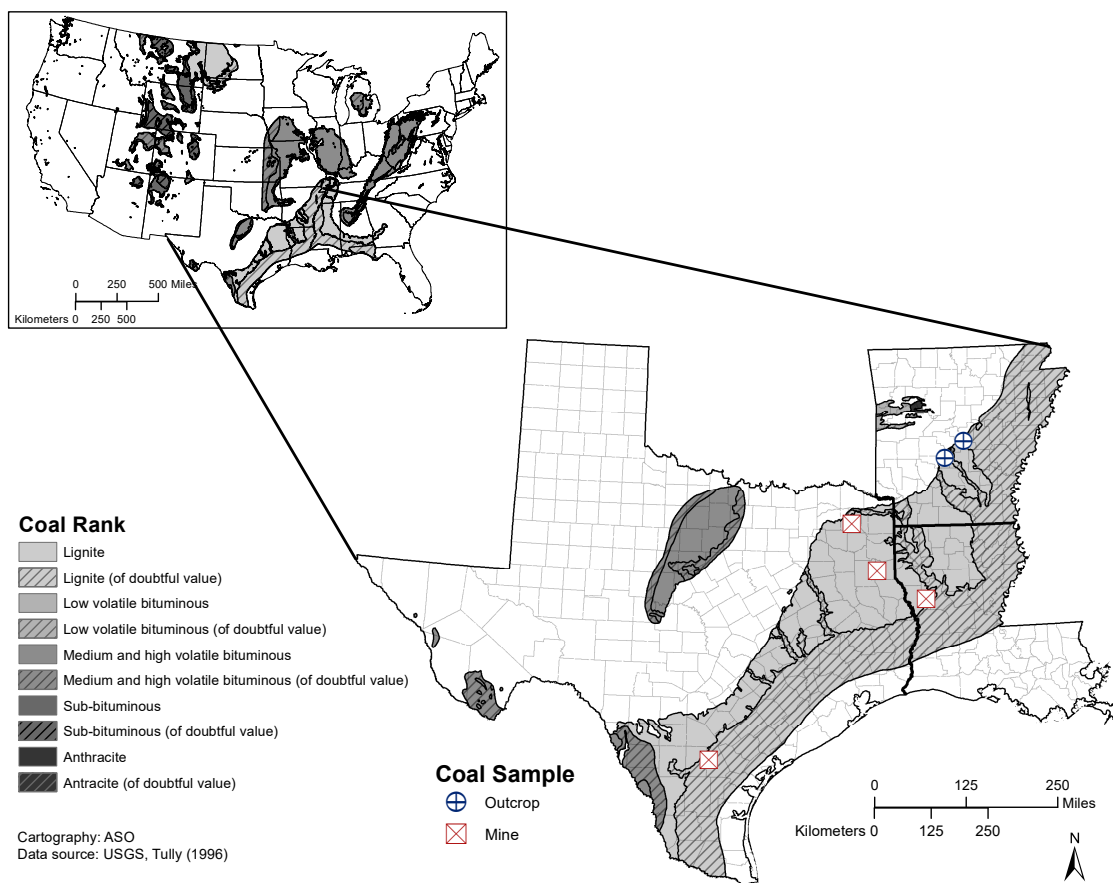 0 250 500 Miles
Kilometers 0 250 500
Coal Rank
Lignite
Lignite (of doubtful value)
Low volatile bituminous
Low volatile bituminous (of doubtful value)
Medium and high volatile bituminous
Medium and high volatile bituminous (of doubtful value)
Sub-bituminous
Sub-bituminous (of doubtful value)
Anthracite
Antracite (of doubtful value)
Cartography: ASO
Data source: USGS, Tully (1996)
Coal Sample
Outcrop
Mine
0 125 250
Miles
Kilometers 0 125 250
N